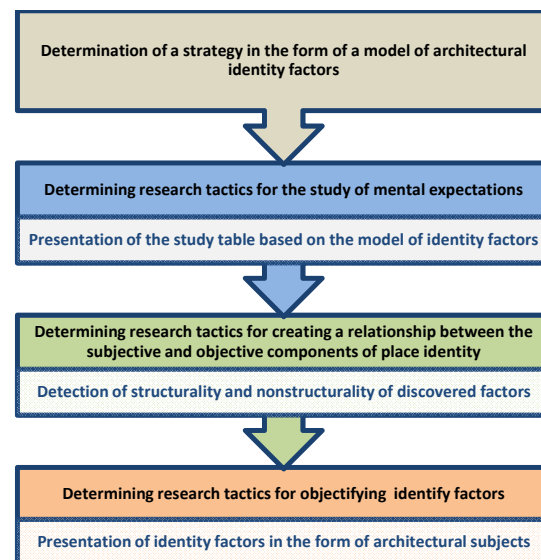 Determination of a strategy in the form of a model of architectural
identity factors
Determining research tactics for the study of mental expectations
Presentation of the study table based on the model of identity factors
Determining research tactics for creating a relationship between the
subjective and objective components of place identity
Detection of structurality and nonstructurality of discovered factors
Determining research tactics for objectifying identify factors
Presentation of identity factors in the form of architectural subjects